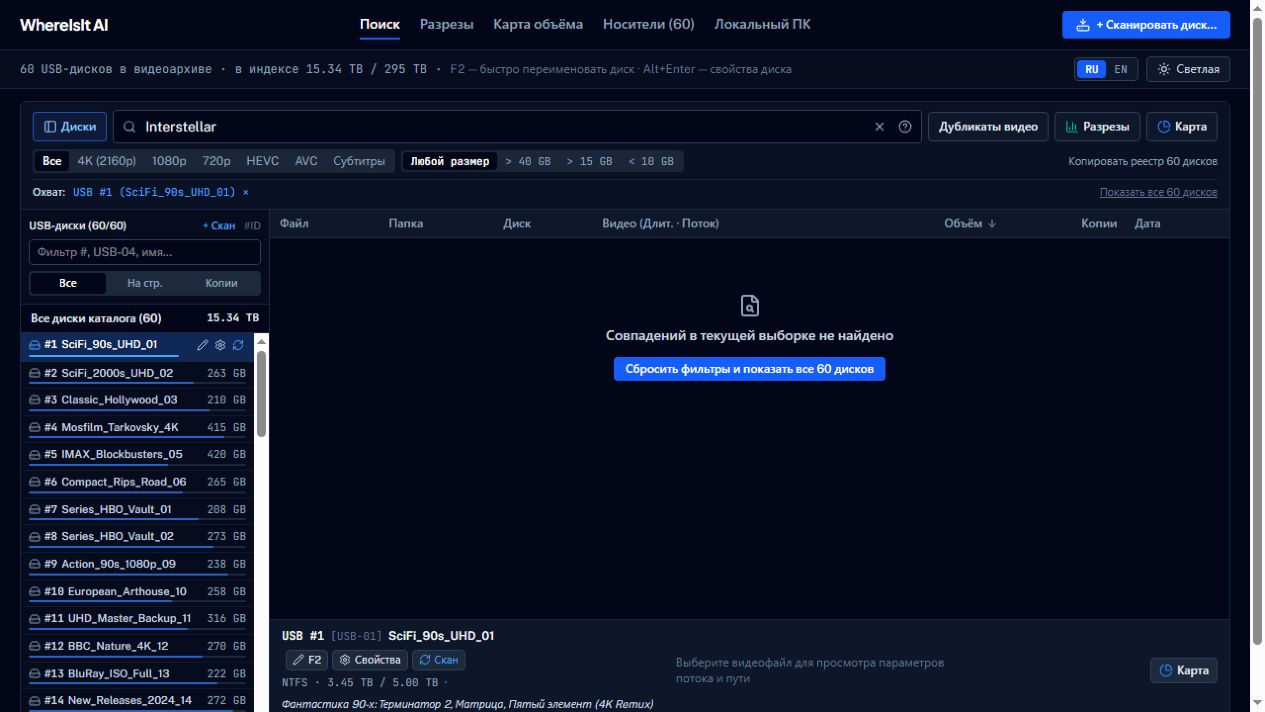 WhereIsIt AI
Поиск Разрезы Карта объёма Носители (60) Локальный ПК
+ Сканировать диск...
60 USB-дисков в видеоархиве · в индексе 15.34 TB / 295 TB · F2 — быстро переименовать диск · Alt+Enter — свойства диска
RU EN Светлая
Диски Interstellar Дубликаты видео Разрезы Карта
Все 4K (2160p) 1080p 720p HEVC AVC Субтитры Любой размер > 40 GB > 15 GB < 10 GB Копировать реестр 60 дисков
Охват: USB #1 (SciFi_90s_UHD_01) × Показать все 60 дисков
USB-диски (60/60) + Скан #ID
Фильтр #, USB-04, имя...
Все На стр. Копии
Все диски каталога (60) 15.34 TB
#1 SciFi_90s_UHD_01
#2 SciFi_2000s_UHD_02 263 GB
#3 Classic_Hollywood_03 210 GB
#4 Mosfilm_Tarkovsky_4K 415 GB
#5 IMAX_Blockbusters_05 420 GB
#6 Compact_Rips_Road_06 265 GB
#7 Series_HBO_Vault_01 208 GB
#8 Series_HBO_Vault_02 273 GB
#9 Action_90s_1080p_09 238 GB
#10 European_Arthouse_10 258 GB
#11 UHD_Master_Backup_11 316 GB
#12 BBC_Nature_4K_12 270 GB
#13 BluRay_ISO_Full_13 222 GB
#14 New_Releases_2024_14 272 GB
Файл Папка Диск Видео (Длит. · Поток) Объём ↓ Копии Дата
Совпадений в текущей выборке не найдено
Сбросить фильтры и показать все 60 дисков
USB #1 [USB-01] SciFi_90s_UHD_01
F2 Свойства Скан
NTFS · 3.45 TB / 5.00 TB ·
Фантастика 90-х: Терминатор 2, Матрица, Пятый элемент (4K Remux)
Выберите видеофайл для просмотра параметров
потока и пути
Карта